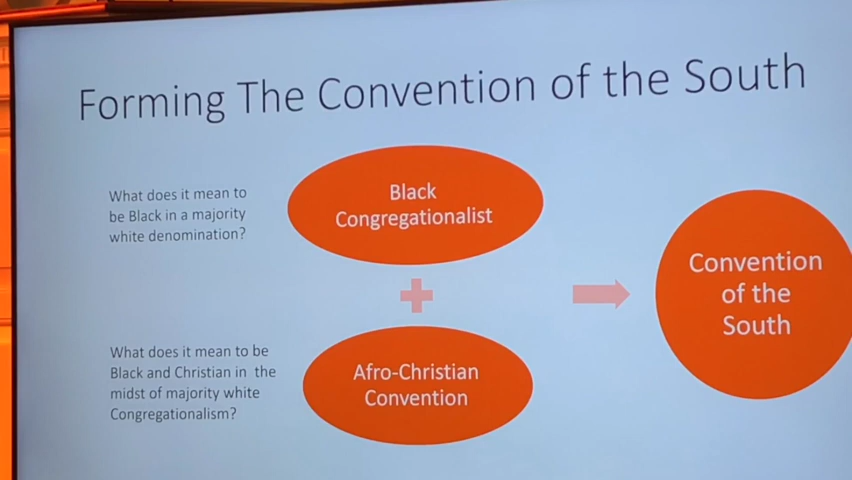 Forming The Convention of the South
What does it mean to
be Black in a majority
white denomination?
Black
Congregationalist
What does it mean to be
Black and Christian in the
midst of majority white
Congregationalism?
Afro-Christian
Convention
Convention
of the
South